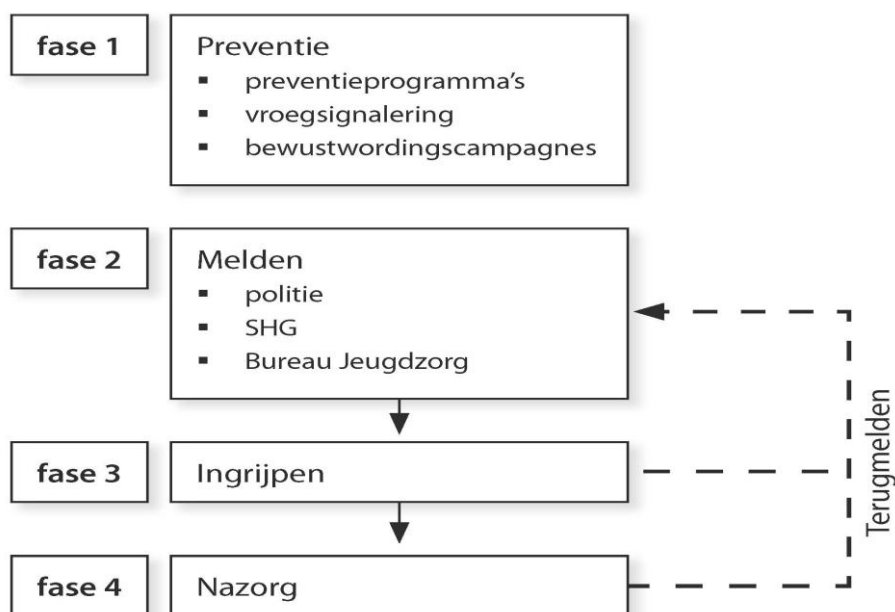 fase 1
Preventie
▪ preventieprogramma's
▪ vroegsignalering
▪ bewustwordingscampagnes
fase 2
Melden
▪ politie
▪ SHG
▪ Bureau Jeugdzorg
fase 3
Ingrijpen
fase 4
Nazorg
Terugmelden